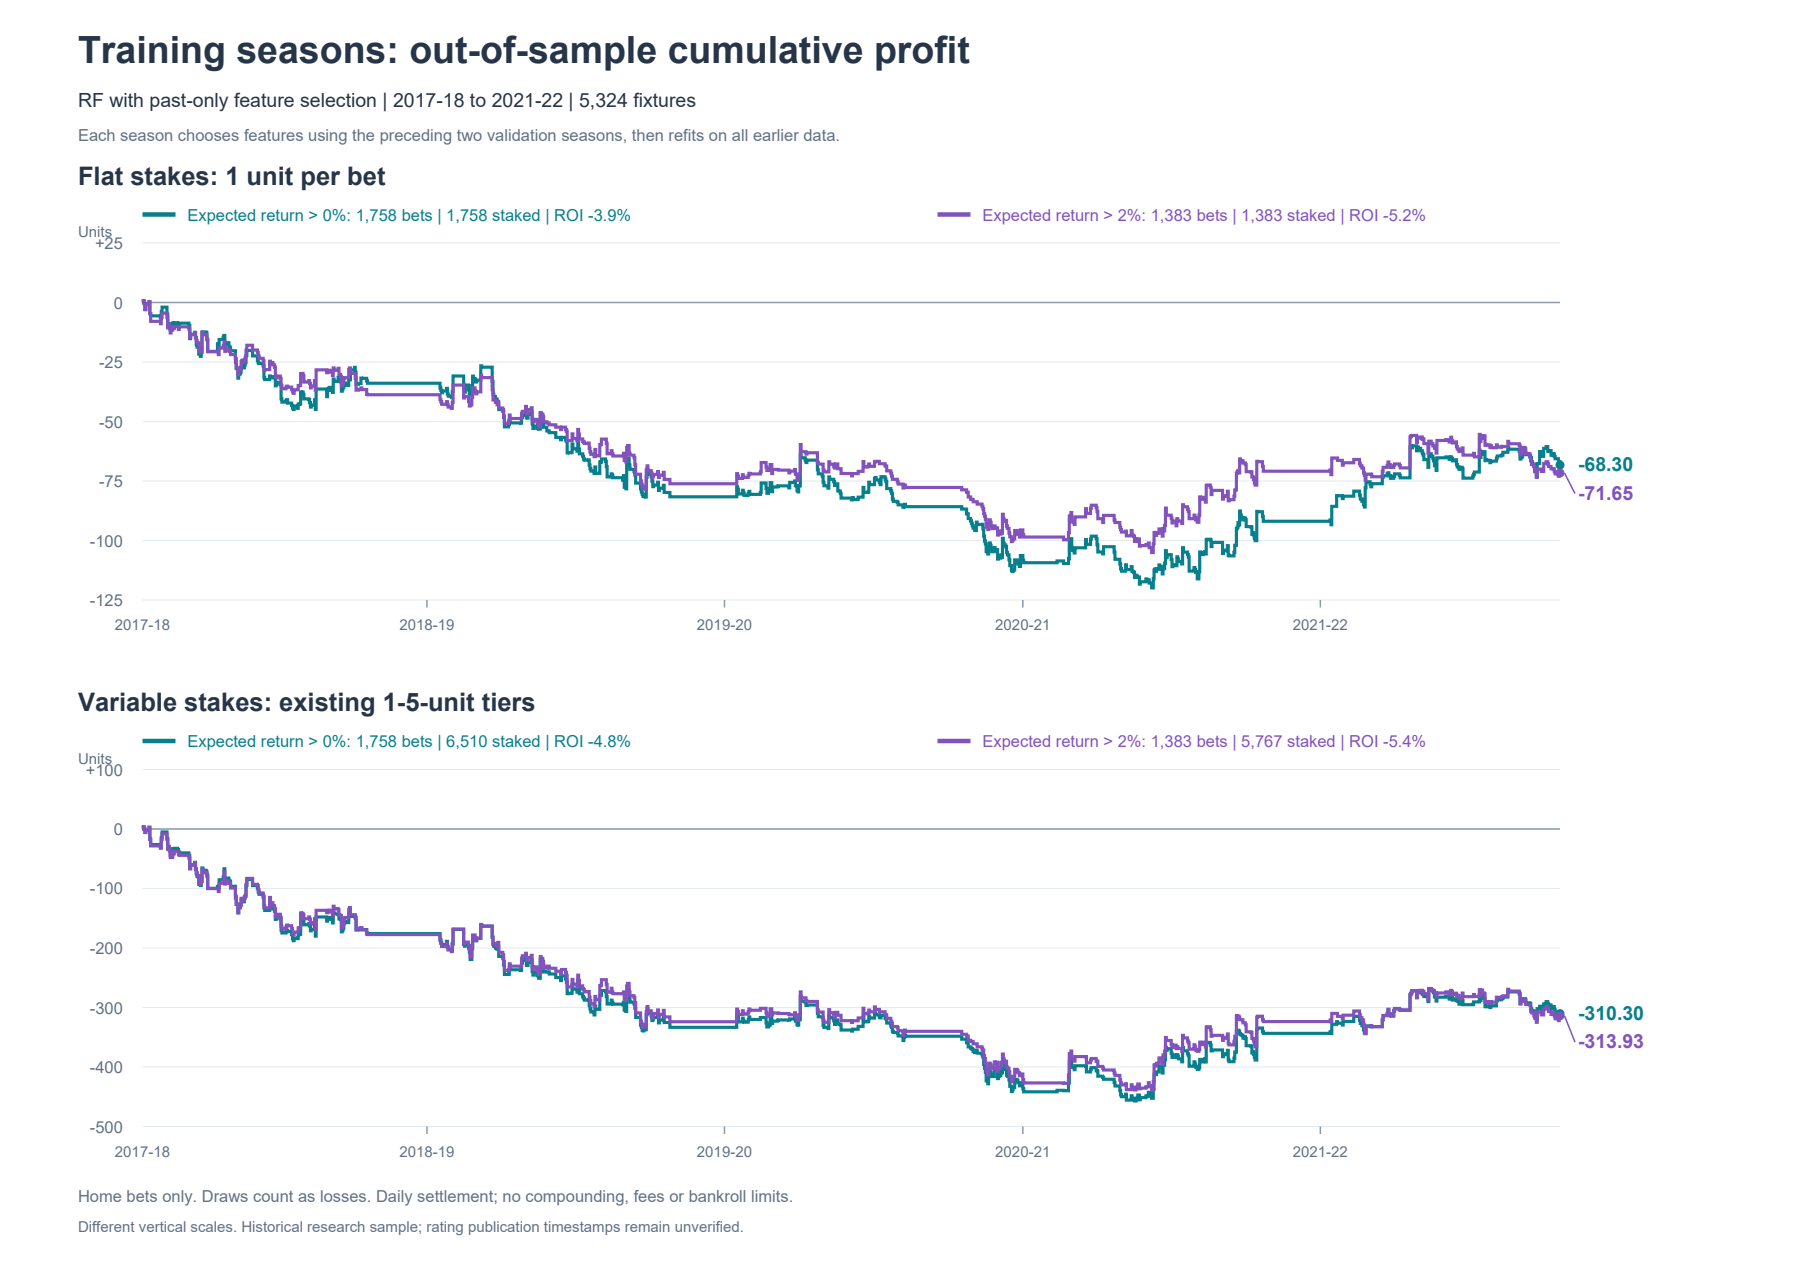 Training seasons: out-of-sample cumulative profit
RF with past-only feature selection | 2017-18 to 2021-22 | 5,324 fixtures
Each season chooses features using the preceding two validation seasons, then refits on all earlier data.
Flat stakes: 1 unit per bet
Expected return > 0%: 1,758 bets | 1,758 staked | ROI -3.9%
Expected return > 2%: 1,383 bets | 1,383 staked | ROI -5.2%
Units
+25
0
-25
-50
-75
-100
-125
-68.30
-71.65
2017-18
2018-19
2019-20
2020-21
2021-22
Variable stakes: existing 1-5-unit tiers
Expected return > 0%: 1,758 bets | 6,510 staked | ROI -4.8%
Expected return > 2%: 1,383 bets | 5,767 staked | ROI -5.4%
Units
+100
0
-100
-200
-300
-400
-500
-310.30
-313.93
2017-18
2018-19
2019-20
2020-21
2021-22
Home bets only. Draws count as losses. Daily settlement; no compounding, fees or bankroll limits.
Different vertical scales. Historical research sample; rating publication timestamps remain unverified.